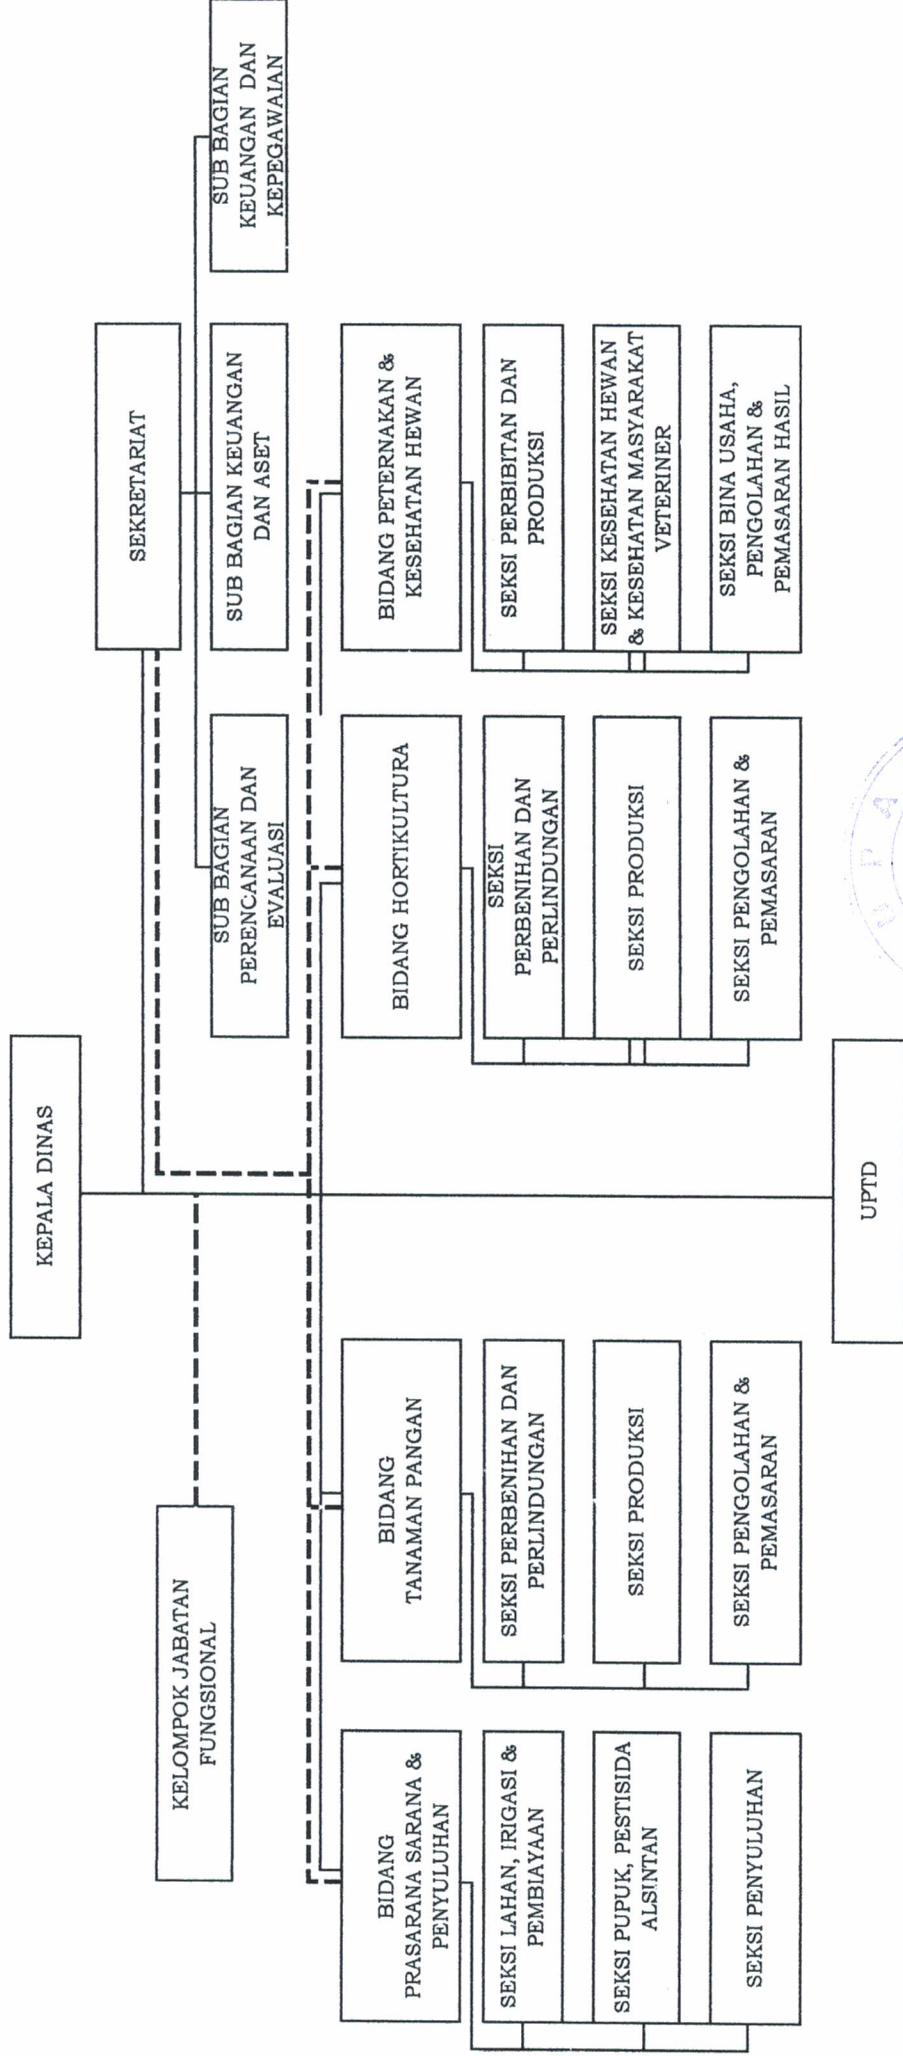 KEPALA DINAS
KELOMPOK JABATAN
FUNGSIONAL
SEKRETARIAT
SUB BAGIAN
PERENCANAAN DAN
EVALUASI
SUB BAGIAN KEUANGAN
DAN ASET
SUB BAGIAN
KEUANGAN DAN
KEPEGAWAIAN
BIDANG
PRASARANA SARANA &
PENYULUHAN
SEKSI LAHAN, IRIGASI &
PEMBIAYAAN
SEKSI PUPUK, PESTISIDA
ALSINTAN
SEKSI PENYULUHAN
BIDANG
TANAMAN PANGAN
SEKSI PERBENIHAN DAN
PERLINDUNGAN
SEKSI PRODUKSI
SEKSI PENGOLAHAN &
PEMASARAN
BIDANG HORTIKULTURA
SEKSI
PERBENIHAN DAN
PERLINDUNGAN
SEKSI PRODUKSI
SEKSI PENGOLAHAN &
PEMASARAN
BIDANG PETERNAKAN &
KESEHATAN HEWAN
SEKSI PERBIBITAN DAN
PRODUKSI
SEKSI KESEHATAN HEWAN
& KESEHATAN MASYARAKAT
VETERINER
SEKSI BINA USAHA,
PENGOLAHAN &
PEMASARAN HASIL
UPTD